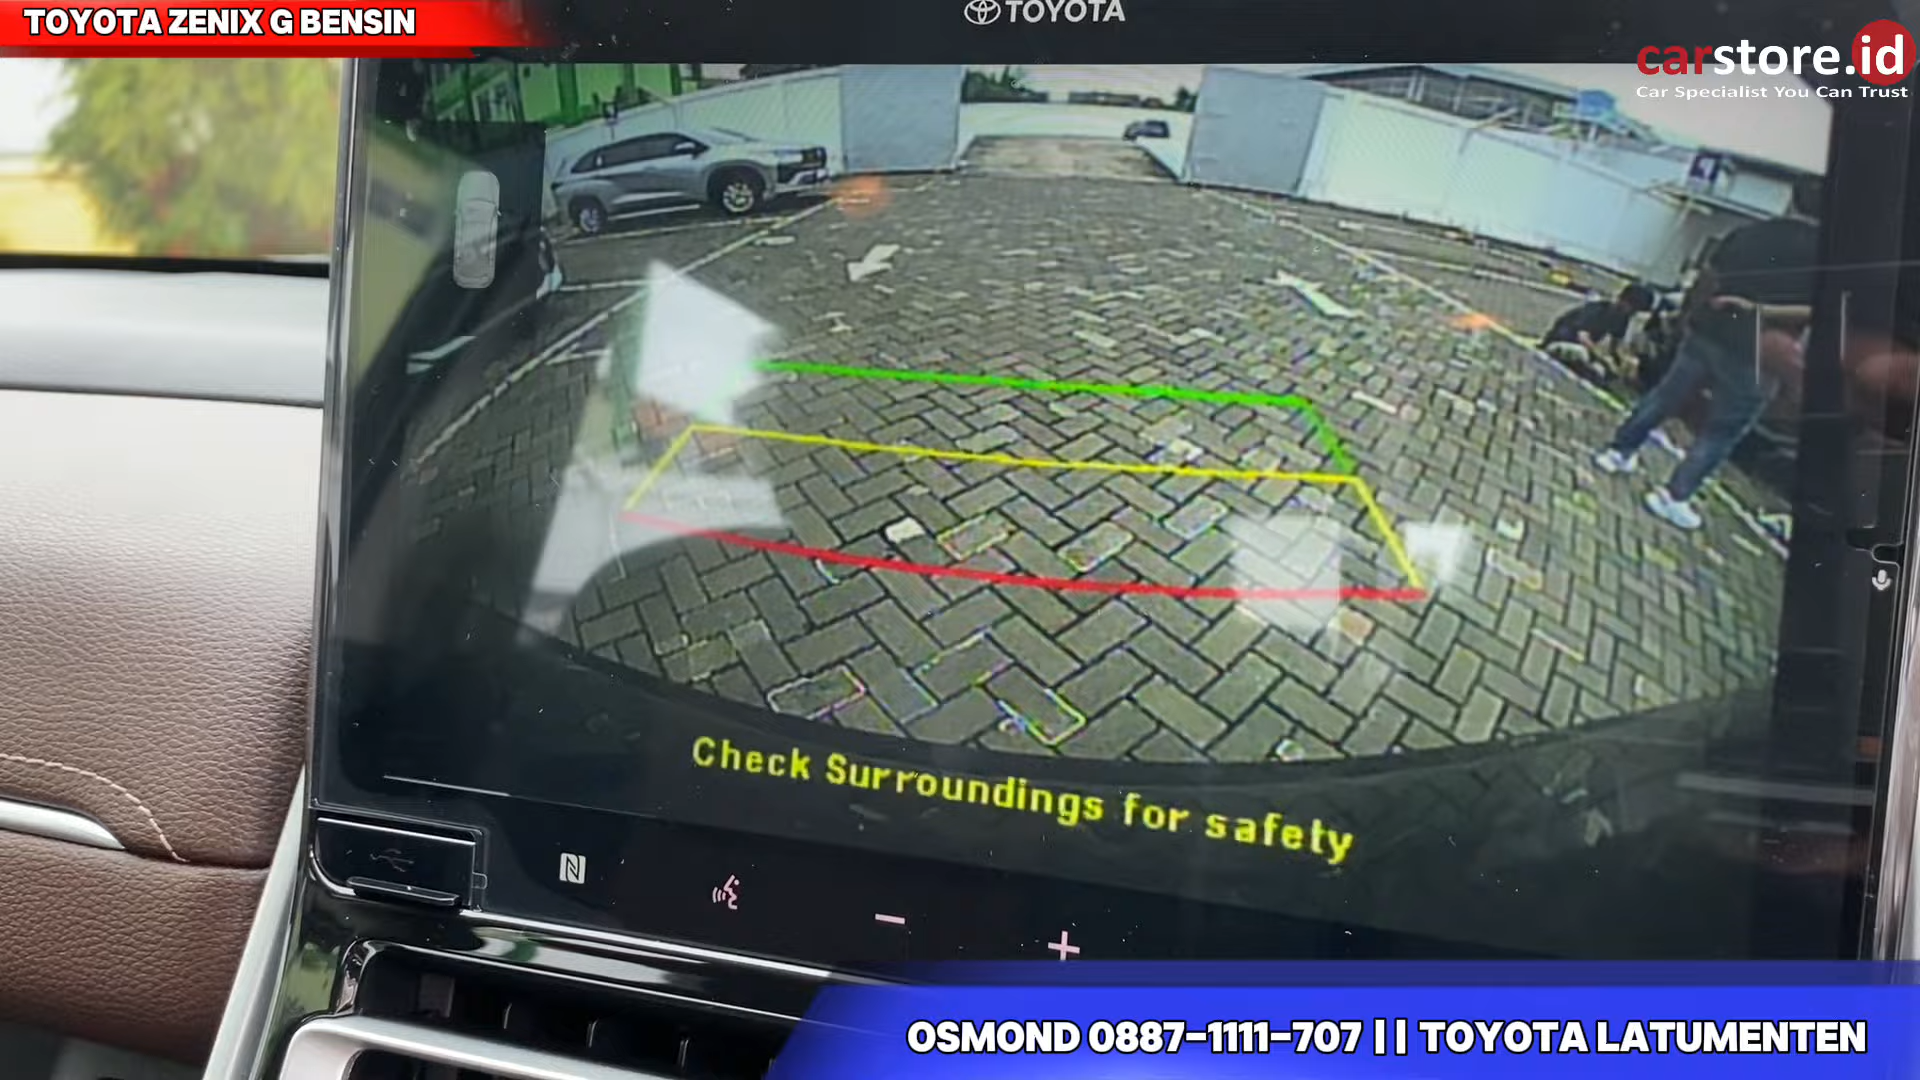 TOYOTA ZENIX G BENSIN
TOYOTA
carstore.id
Car Specialist You Can Trust
Check Surroundings for safety
OSMOND 0887-1111-707 || TOYOTA LATUMENTEN